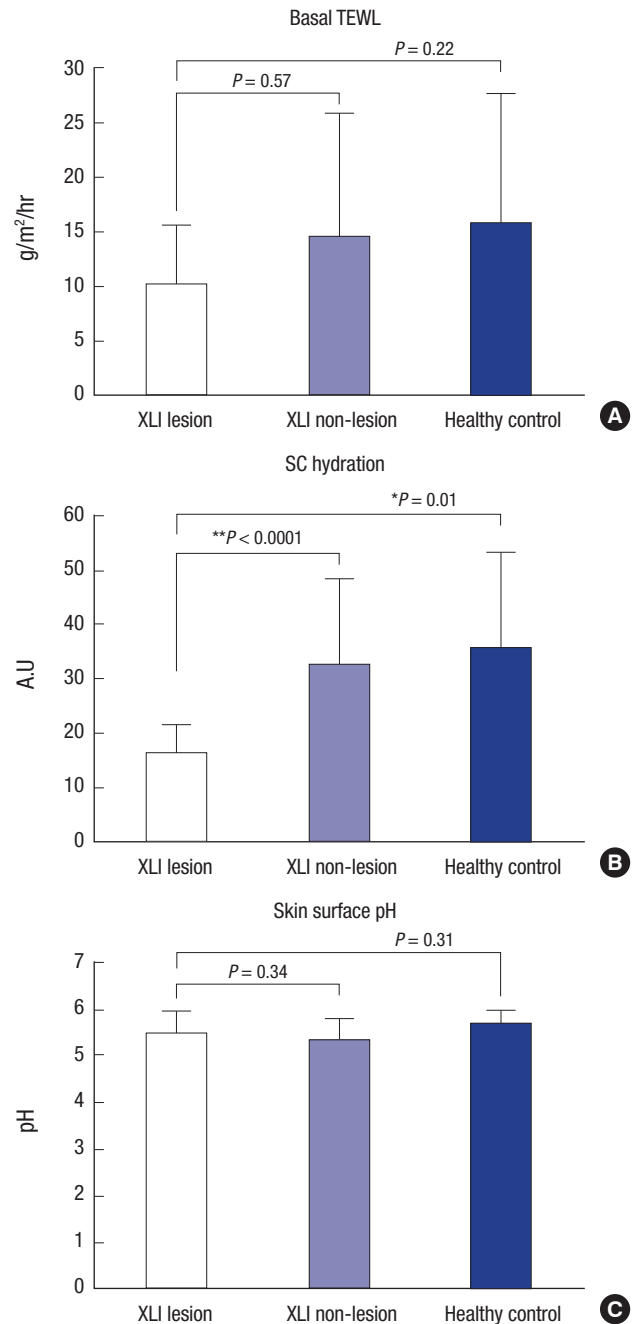 Basal TEWL
P = 0.22
P = 0.57
30
25
20
15
10
5
0
g/m²/hr
XLI lesion XLI non-lesion Healthy control
A
SC hydration
*P = 0.01
**P < 0.0001
60
50
40
30
20
10
0
A.U
XLI lesion XLI non-lesion Healthy control
B
Skin surface pH
P = 0.31
P = 0.34
7
6
5
4
3
2
1
0
pH
XLI lesion XLI non-lesion Healthy control
C